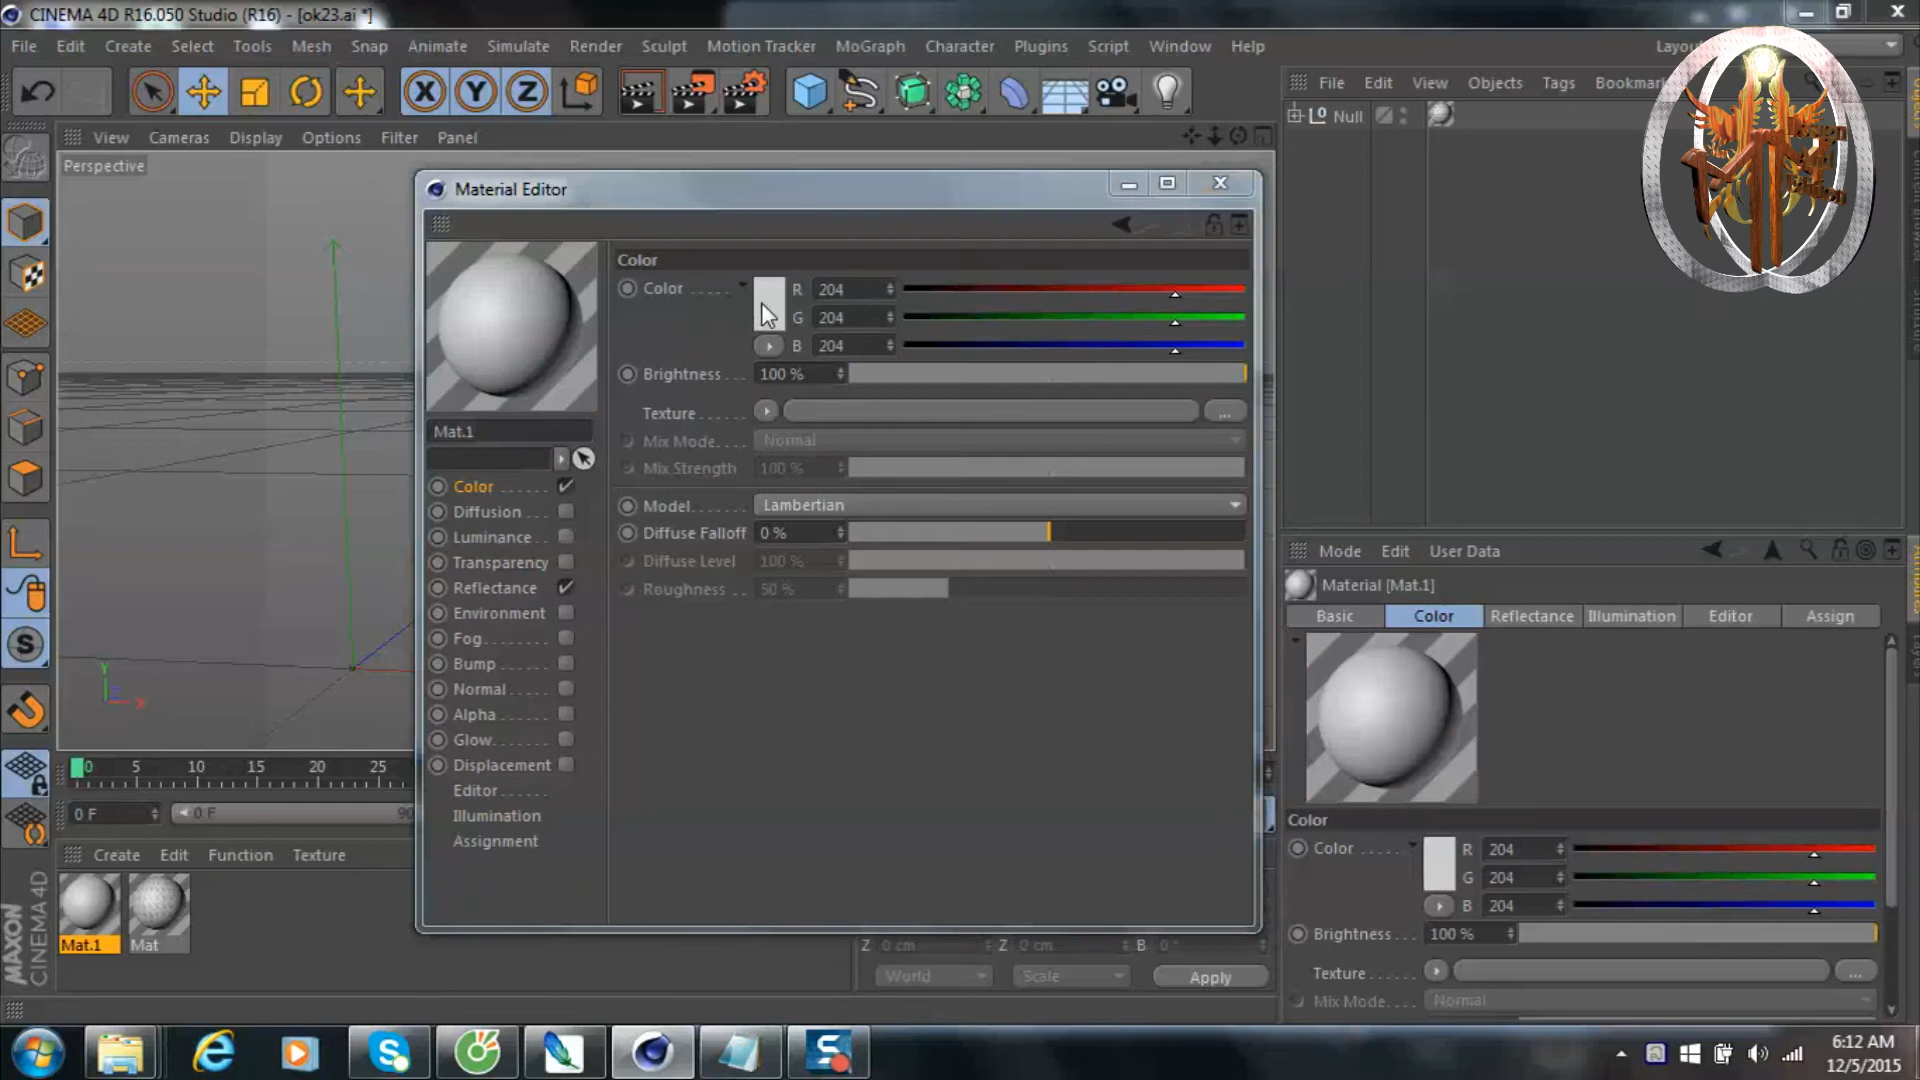 CINEMA 4D R16.050 Studio (R16) - [ok23.ai *]
File Edit Create Select Tools Mesh Snap Animate Simulate Render Sculpt Motion Tracker MoGraph Character Plugins Script Window Help
File Edit View Objects Tags
X Y Z
View Cameras Display Options Filter Panel
Null
Perspective
Material Editor
Color
Color R 204
G 204
B 204
Brightness 100 %
Texture ...
Mix Mode Normal
Mix Strength 100 %
Model Lambertian
Diffuse Falloff 0 %
Diffuse Level 100 %
Roughness 50 %
Mat.1
Color
Diffusion
Luminance
Transparency
Reflectance
Environment
Fog
Bump
Normal
Alpha
Glow
Displacement
Editor
Illumination
Assignment
Mode Edit User Data
Material [Mat.1]
Basic Color Reflectance Illumination Editor Assign
Color
Color R 204
G 204
B 204
Brightness 100 %
Texture ...
Mix Mode Normal
Y
Z
X
0 5 10 15 20 25
0 F 0 F
Create Edit Function Texture
Mat.1 Mat
MAXON
CINEMA 4D
Z 0 cm Z 0 cm B 0 °
World Scale Apply
6:12 AM
12/5/2015